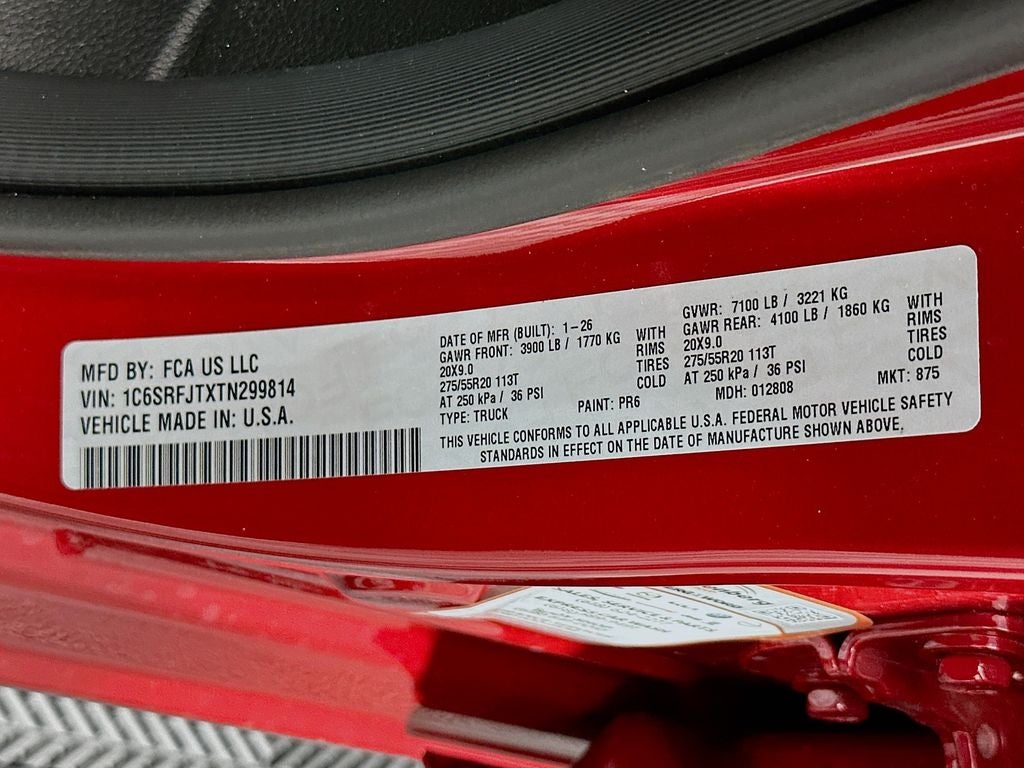 MFD BY: FCA US LLC
VIN: 1C6SRFJTXTN299814
VEHICLE MADE IN: U.S.A.
DATE OF MFR (BUILT): 1-26
GAWR FRONT: 3900 LB / 1770 KG WITH
20X9.0 RIMS
275/55R20 113T TIRES
AT 250 kPa / 36 PSI COLD
TYPE: TRUCK PAINT: PR6
GVWR: 7100 LB / 3221 KG
GAWR REAR: 4100 LB / 1860 KG WITH
20X9.0 RIMS
275/55R20 113T TIRES
AT 250 kPa / 36 PSI COLD
MDH: 012808 MKT: 875
THIS VEHICLE CONFORMS TO ALL APPLICABLE U.S.A. FEDERAL MOTOR VEHICLE SAFETY
STANDARDS IN EFFECT ON THE DATE OF MANUFACTURE SHOWN ABOVE.